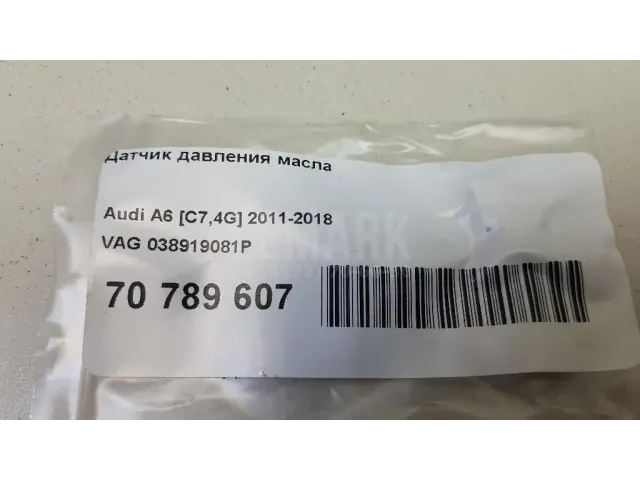 Датчик давления масла
Audi A6 [C7,4G] 2011-2018
VAG 038919081P
70 789 607